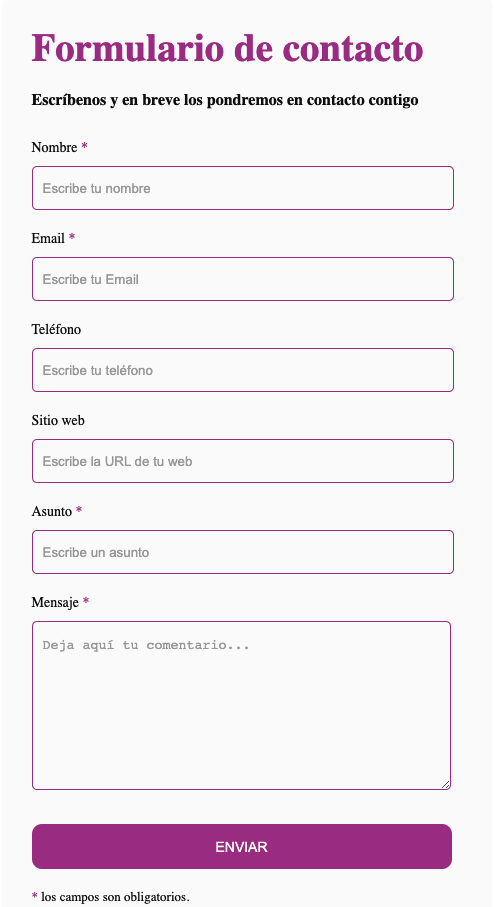 Formulario de contacto
Escríbenos y en breve los pondremos en contacto contigo
Nombre *
Escribe tu nombre
Email *
Escribe tu Email
Teléfono
Escribe tu teléfono
Sitio web
Escribe la URL de tu web
Asunto *
Escribe un asunto
Mensaje *
Deja aquí tu comentario...
ENVIAR
* los campos son obligatorios.